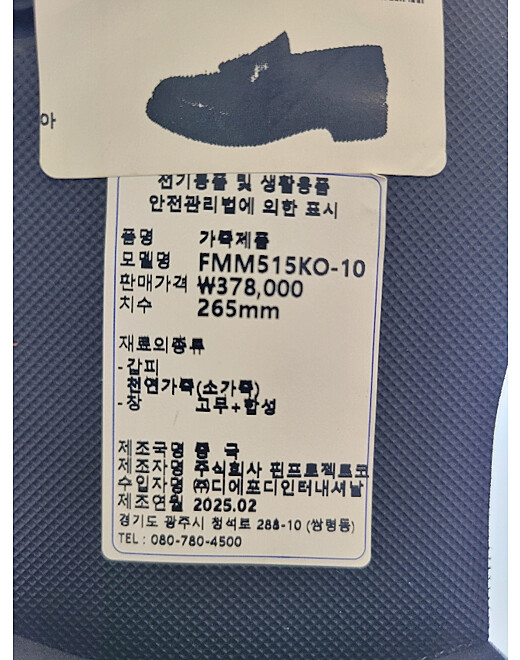 아
전기용품 및 생활용품
안전관리법에 의한 표시
품명 가죽제품
모델명 FMM515KO-10
판매가격 ₩378,000
치수 265mm
재료의종류
-갑피
천연가죽(소가죽)
-창 고무+합성
제조국명 중 국
제조자명 주식회사 핀프로젝트코
수입자명 ㈜디에포디인터내셔날
제조연월 2025.02
경기도 광주시 청석로 288-10 (쌍령동)
TEL : 080-780-4500